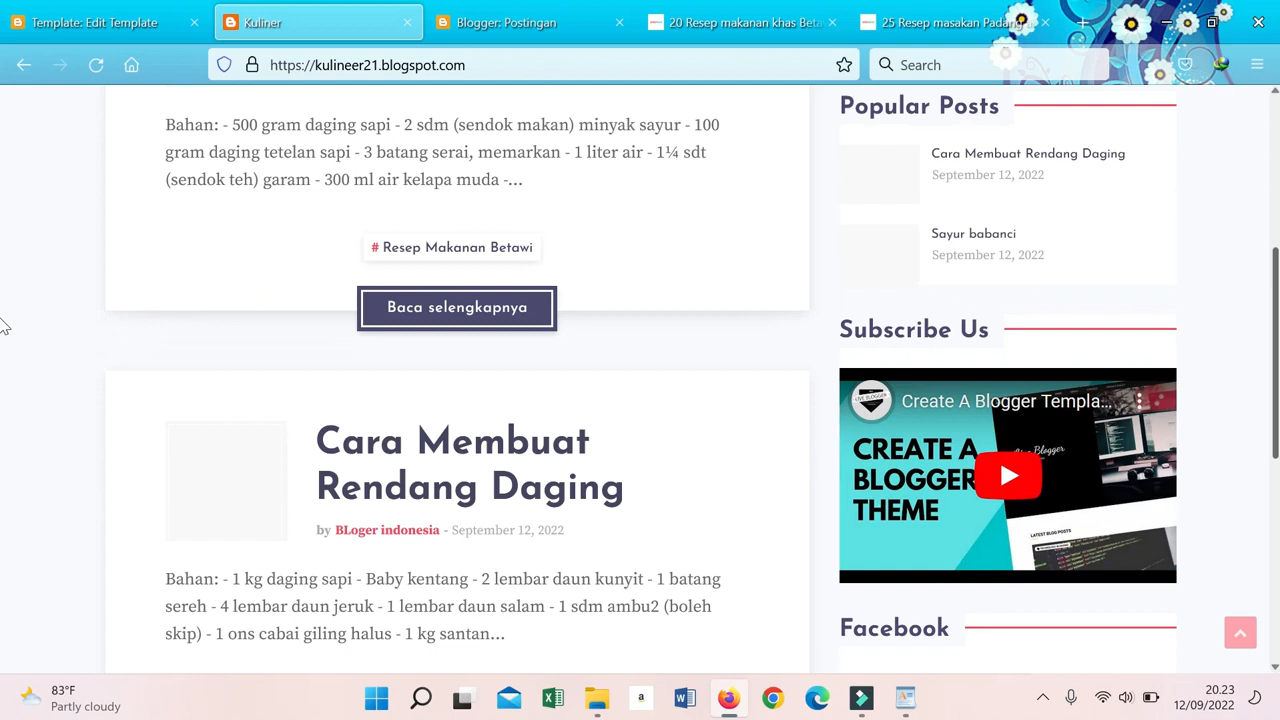 Template: Edit Template
Kuliner
Blogger: Postingan
20 Resep makanan khas Beta
25 Resep masakan Padang
https://kulineer21.blogspot.com
Search
Bahan: - 500 gram daging sapi - 2 sdm (sendok makan) minyak sayur - 100
gram daging tetelan sapi - 3 batang serai, memarkan - 1 liter air - 1¼ sdt
(sendok teh) garam - 300 ml air kelapa muda -...
# Resep Makanan Betawi
Baca selengkapnya
Cara Membuat
Rendang Daging
by BLoger indonesia - September 12, 2022
Bahan: - 1 kg daging sapi - Baby kentang - 2 lembar daun kunyit - 1 batang
sereh - 4 lembar daun jeruk - 1 lembar daun salam - 1 sdm ambu2 (boleh
skip) - 1 ons cabai giling halus - 1 kg santan...
Popular Posts
Cara Membuat Rendang Daging
September 12, 2022
Sayur babanci
September 12, 2022
Subscribe Us
LIVE BLOGGER
Create A Blogger Templa...
CREATE A
BLOGGER
THEME
Live Blogger
LATEST BLOG POSTS
Facebook
83°F
Partly cloudy
a
20.23
12/09/2022